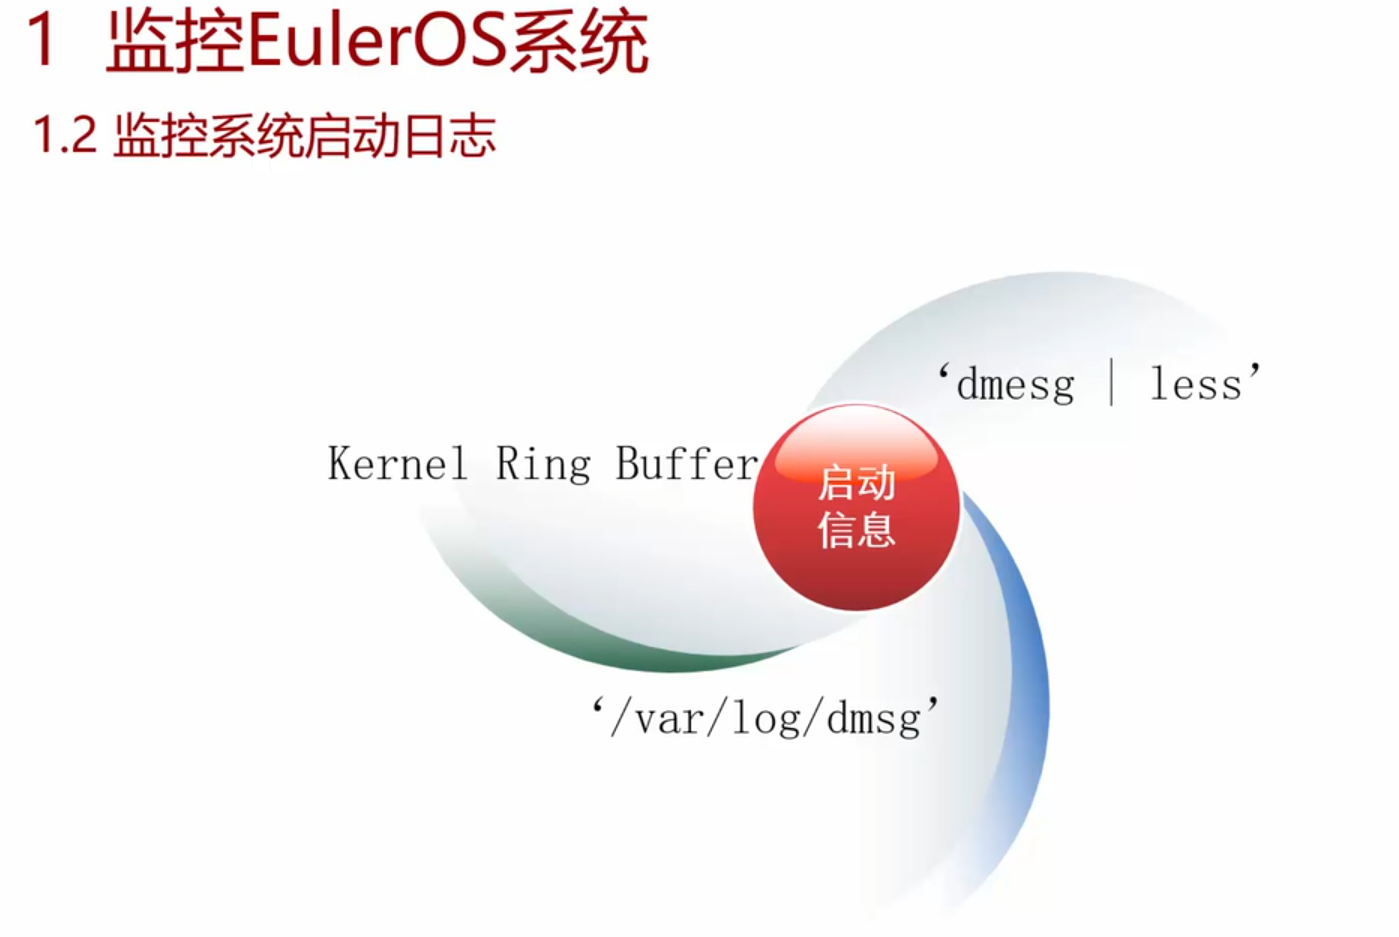 1 监控EulerOS系统
1.2 监控系统启动日志
‘dmesg | less’
Kernel Ring Buffer
启动
信息
‘/var/log/dmsg’